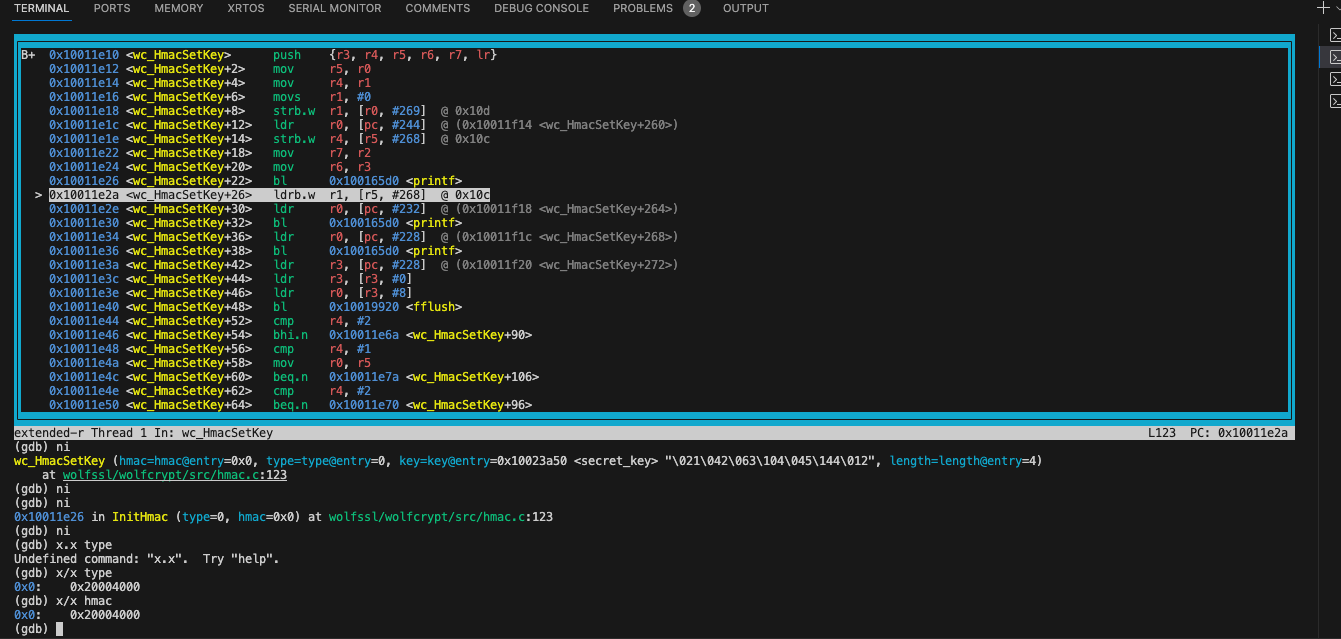 TERMINAL PORTS MEMORY XRTOS SERIAL MONITOR COMMENTS DEBUG CONSOLE PROBLEMS 2 OUTPUT
B+ 0x10011e10 <wc_HmacSetKey> push {r3, r4, r5, r6, r7, lr}
0x10011e12 <wc_HmacSetKey+2> mov r5, r0
0x10011e14 <wc_HmacSetKey+4> mov r4, r1
0x10011e16 <wc_HmacSetKey+6> movs r1, #0
0x10011e18 <wc_HmacSetKey+8> strb.w r1, [r0, #269] @ 0x10d
0x10011e1c <wc_HmacSetKey+12> ldr r0, [pc, #244] @ (0x10011f14 <wc_HmacSetKey+260>)
0x10011e1e <wc_HmacSetKey+14> strb.w r4, [r5, #268] @ 0x10c
0x10011e22 <wc_HmacSetKey+18> mov r7, r2
0x10011e24 <wc_HmacSetKey+20> mov r6, r3
0x10011e26 <wc_HmacSetKey+22> bl 0x100165d0 <printf>
> 0x10011e2a <wc_HmacSetKey+26> ldrb.w r1, [r5, #268] @ 0x10c
0x10011e2e <wc_HmacSetKey+30> ldr r0, [pc, #232] @ (0x10011f18 <wc_HmacSetKey+264>)
0x10011e30 <wc_HmacSetKey+32> bl 0x100165d0 <printf>
0x10011e34 <wc_HmacSetKey+36> ldr r0, [pc, #228] @ (0x10011f1c <wc_HmacSetKey+268>)
0x10011e36 <wc_HmacSetKey+38> bl 0x100165d0 <printf>
0x10011e3a <wc_HmacSetKey+42> ldr r3, [pc, #228] @ (0x10011f20 <wc_HmacSetKey+272>)
0x10011e3c <wc_HmacSetKey+44> ldr r3, [r3, #0]
0x10011e3e <wc_HmacSetKey+46> ldr r0, [r3, #8]
0x10011e40 <wc_HmacSetKey+48> bl 0x10019920 <fflush>
0x10011e44 <wc_HmacSetKey+52> cmp r4, #2
0x10011e46 <wc_HmacSetKey+54> bhi.n 0x10011e6a <wc_HmacSetKey+90>
0x10011e48 <wc_HmacSetKey+56> cmp r4, #1
0x10011e4a <wc_HmacSetKey+58> mov r0, r5
0x10011e4c <wc_HmacSetKey+60> beq.n 0x10011e7a <wc_HmacSetKey+106>
0x10011e4e <wc_HmacSetKey+62> cmp r4, #2
0x10011e50 <wc_HmacSetKey+64> beq.n 0x10011e70 <wc_HmacSetKey+96>
extended-r Thread 1 In: wc_HmacSetKey L123 PC: 0x10011e2a
(gdb) ni
wc_HmacSetKey (hmac=hmac@entry=0x0, type=type@entry=0, key=key@entry=0x10023a50 <secret_key> "\021\042\063\104\045\144\012", length=length@entry=4)
at wolfssl/wolfcrypt/src/hmac.c:123
(gdb) ni
(gdb) ni
0x10011e26 in InitHmac (type=0, hmac=0x0) at wolfssl/wolfcrypt/src/hmac.c:123
(gdb) ni
(gdb) x.x type
Undefined command: "x.x". Try "help".
(gdb) x/x type
0x0: 0x20004000
(gdb) x/x hmac
0x0: 0x20004000
(gdb)